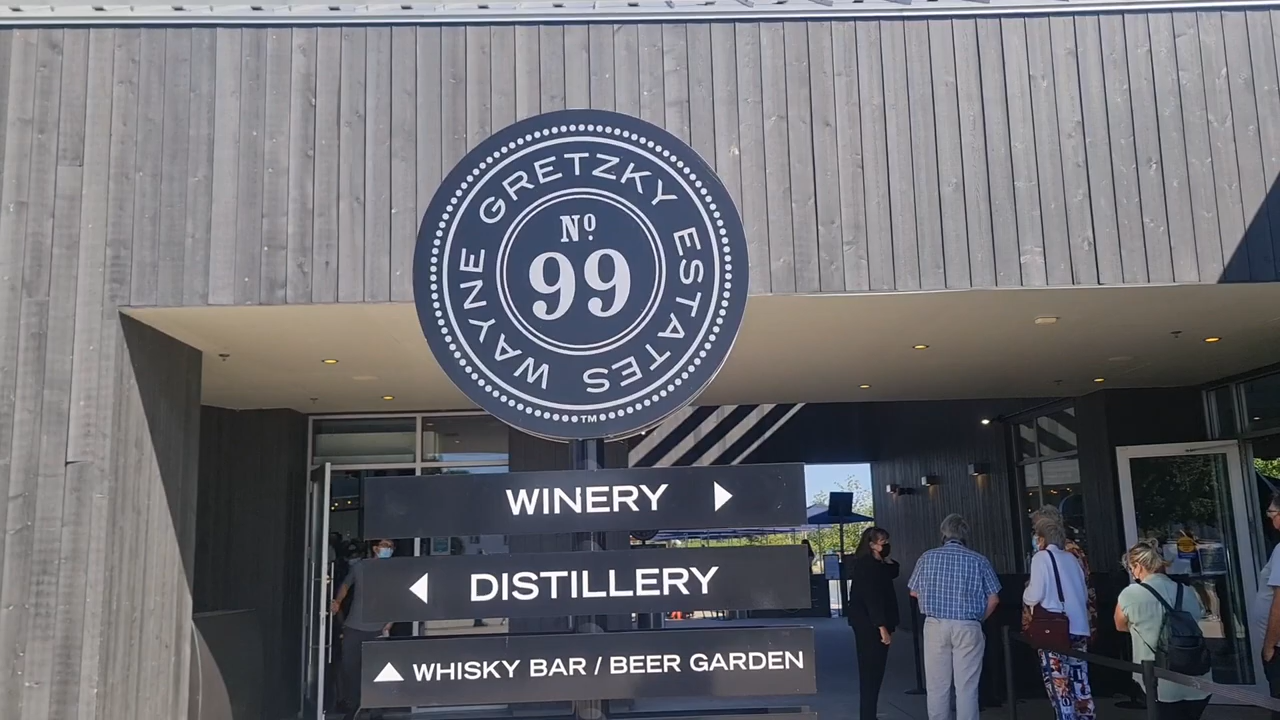 WAYNE GRETZKY ESTATES
Nº
99
TM
WINERY
DISTILLERY
WHISKY BAR / BEER GARDEN